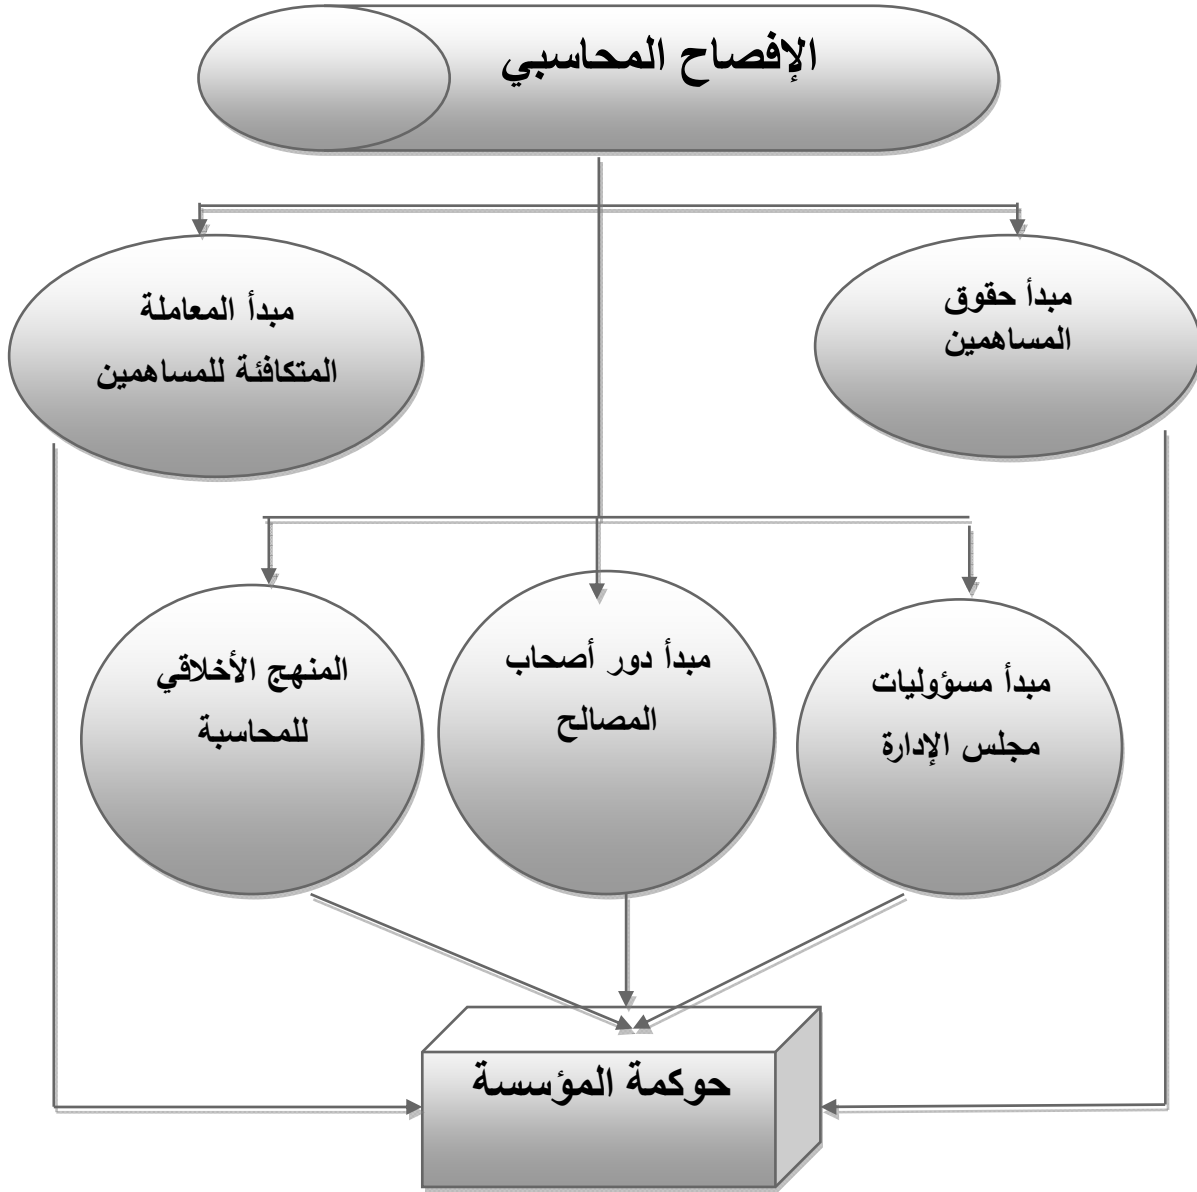 الإفصاح المحاسبي
مبدأ حقوق
المساهمين
مبدأ المعاملة
المتكافئة للمساهمين
مبدأ مسؤوليات
مجلس الإدارة
مبدأ دور أصحاب
المصالح
المنهج الأخلاقي
للمحاسبة
حوكمة المؤسسة